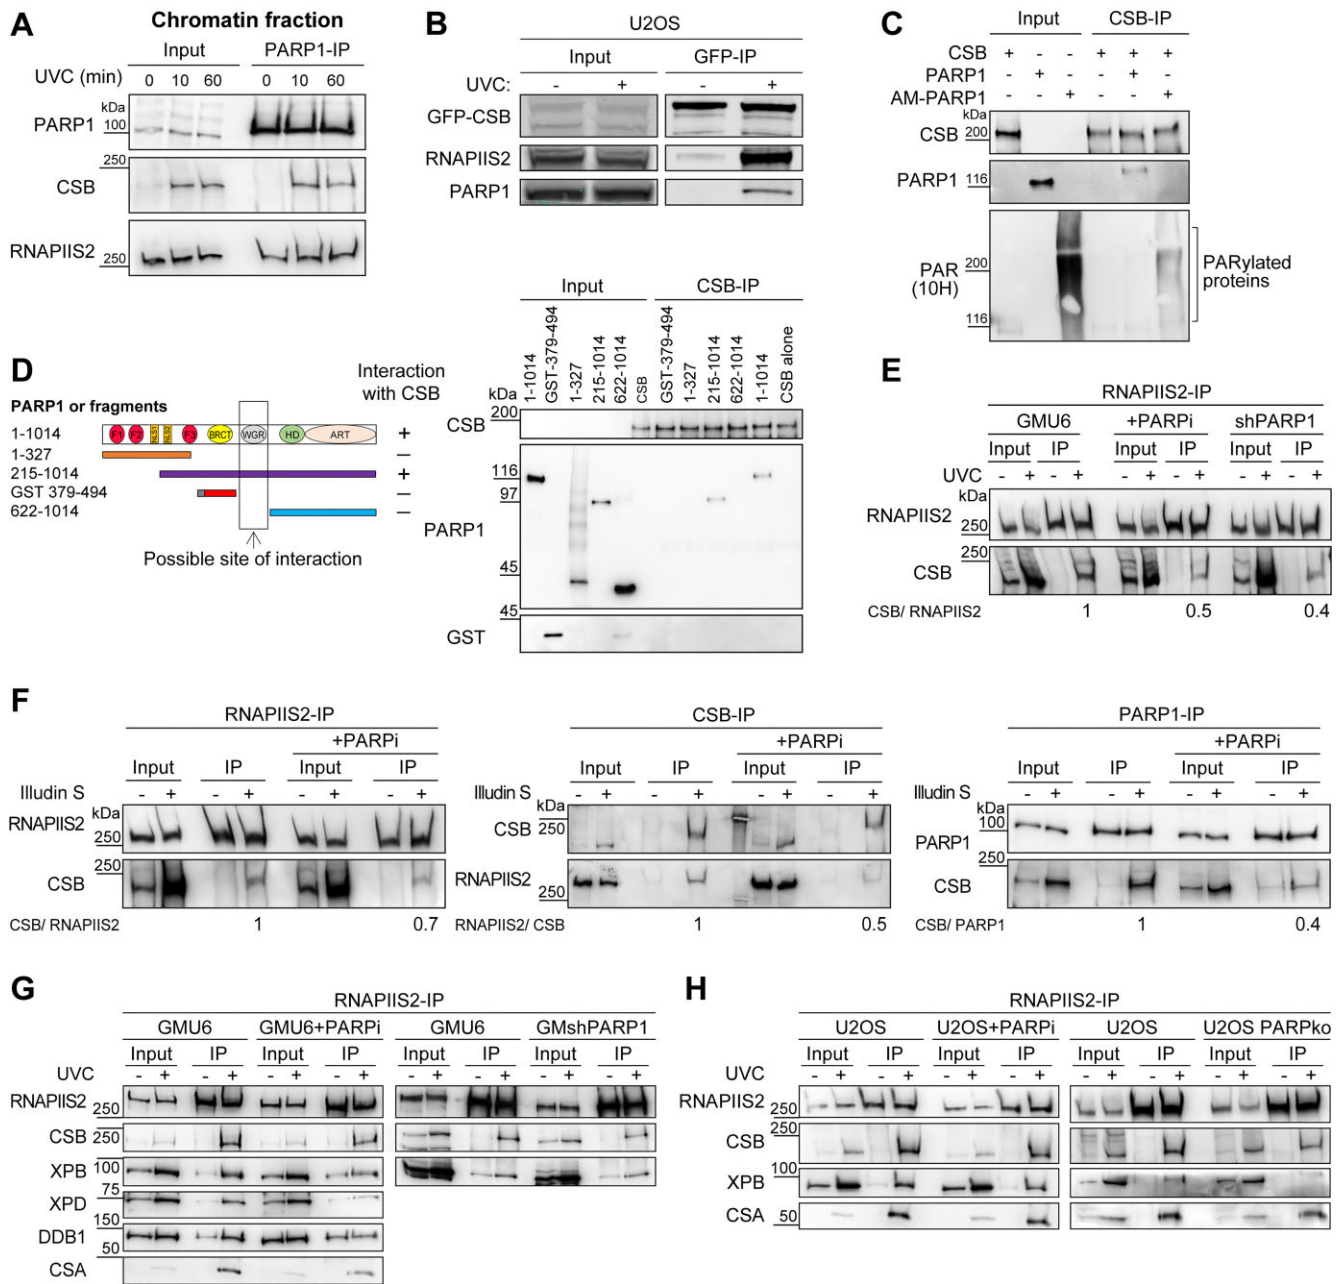 A
Chromatin fraction
Input PARP1-IP
UVC (min) 0 10 60 0 10 60
kDa
PARP1 100
250
CSB
RNAPIIS2
250
B
U2OS
Input GFP-IP
UVC: - + - +
GFP-CSB
RNAPIIS2
PARP1
C
Input CSB-IP
CSB + - - + + +
PARP1 - + - - + -
AM-PARP1 - - + - - +
kDa
CSB 200
PARP1 116
PAR (10H)
200
116
PARylated proteins
D
Interaction with CSB
PARP1 or fragments
1-1014 F1 F2 NLS1 NLS2 F3 BRCT WGR HD ART +
1-327 −
215-1014 +
GST 379-494 −
622-1014 −
Possible site of interaction
Input CSB-IP
1-1014 GST-379-494 1-327 215-1014 622-1014 CSB GST-379-494 1-327 215-1014 622-1014 1-1014 CSB alone
kDa
200
CSB
116
97
PARP1
45
45
GST
E
RNAPIIS2-IP
GMU6 +PARPi shPARP1
Input IP Input IP Input IP
UVC - + - + - + - + - + - +
kDa
RNAPIIS2
250
250
CSB
CSB/ RNAPIIS2 1 0.5 0.4
F
RNAPIIS2-IP
+PARPi
Input IP Input IP
Illudin S - + - + - + - +
kDa
RNAPIIS2
250
250
CSB
CSB/ RNAPIIS2 1 0.7
CSB-IP
+PARPi
Input IP Input IP
Illudin S - + - + - + - +
kDa
CSB 250
RNAPIIS2
250
RNAPIIS2/ CSB 1 0.5
PARP1-IP
+PARPi
Input IP Input IP
Illudin S - + - + - + - +
kDa
100
PARP1
250
CSB
CSB/ PARP1 1 0.4
G
RNAPIIS2-IP
GMU6 GMU6+PARPi GMU6 GMshPARP1
Input IP Input IP Input IP Input IP
UVC - + - + - + - + - + - + - + - +
RNAPIIS2
250
CSB 250
XPB 100
75
XPD
150
DDB1
50
CSA
H
RNAPIIS2-IP
U2OS U2OS+PARPi U2OS U2OS PARPko
Input IP Input IP Input IP Input IP
UVC - + - + - + - + - + - + - + - +
RNAPIIS2
250
250
CSB
100
XPB
CSA 50